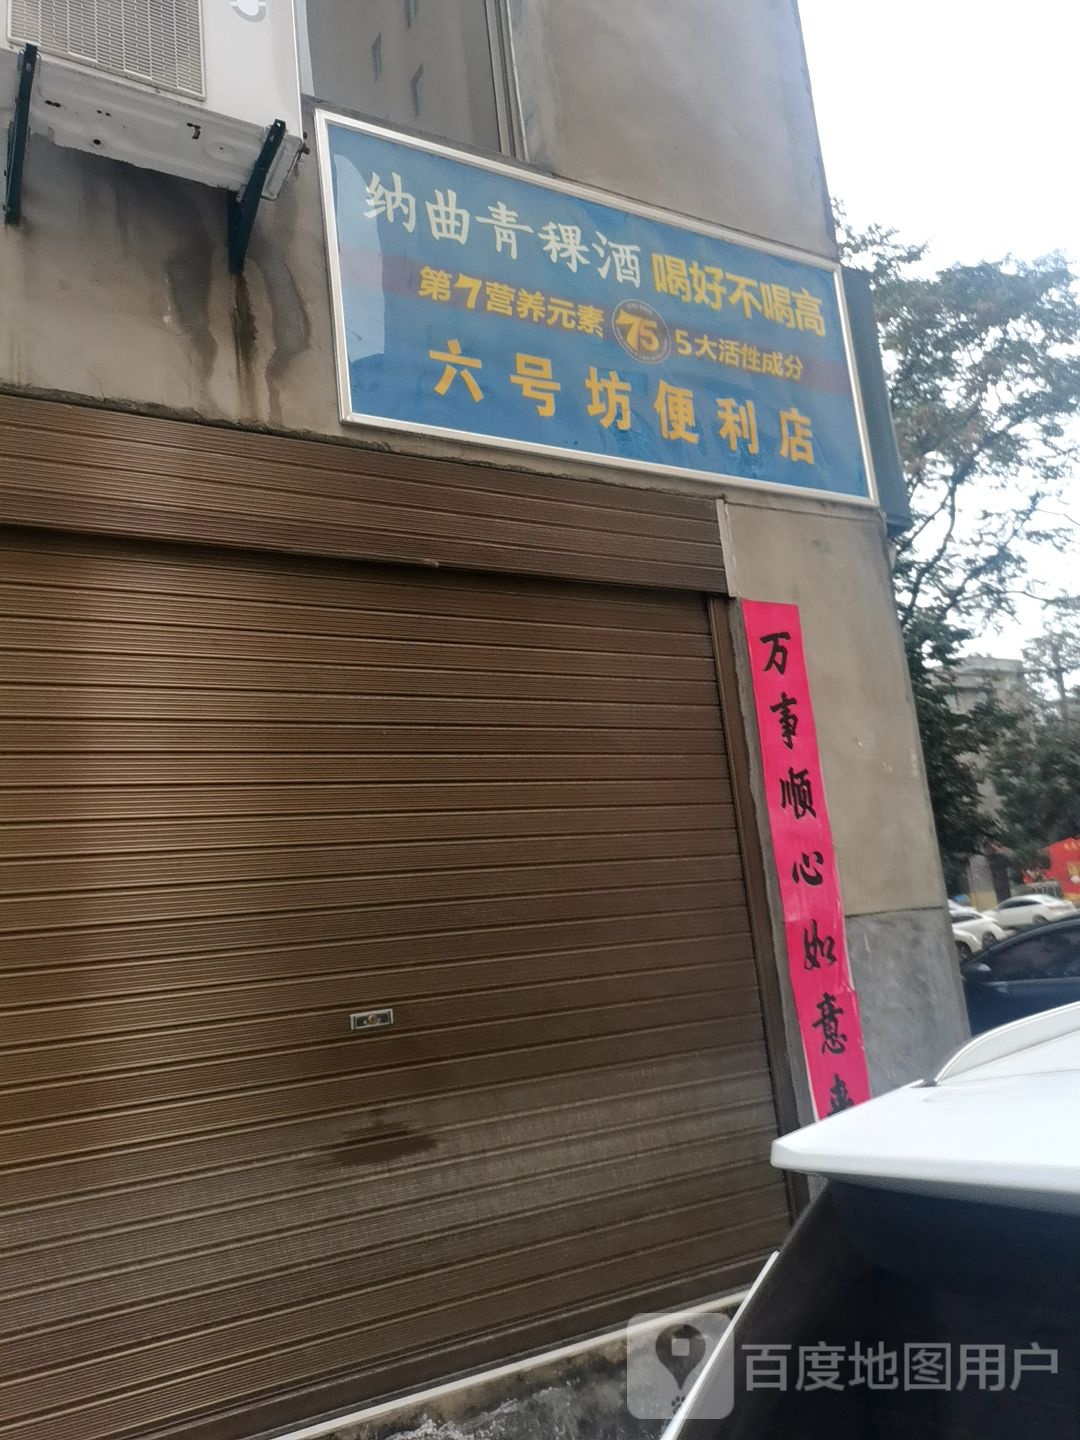 纳曲青稞酒 喝好不喝高
第7营养元素 75 5大活性成分
六号坊便利店
万事顺心如意来
百度地图用户